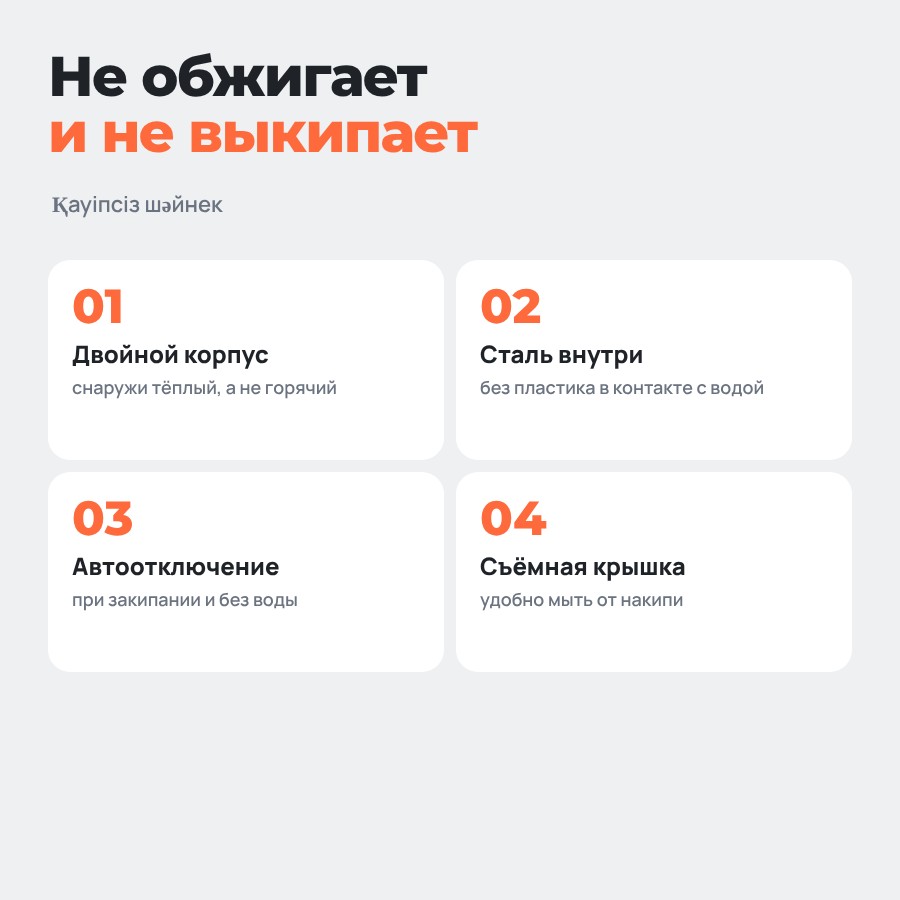 Не обжигает
и не выкипает
Қауіпсіз шәйнек
01
Двойной корпус
снаружи тёплый, а не горячий
02
Сталь внутри
без пластика в контакте с водой
03
Автоотключение
при закипании и без воды
04
Съёмная крышка
удобно мыть от накипи